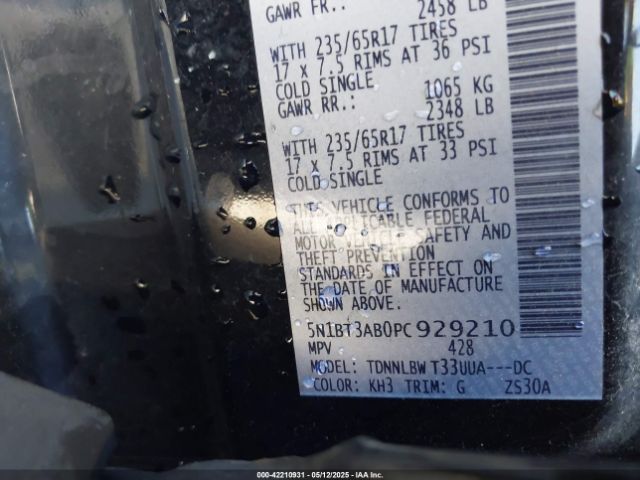 GAWR FR.: 2458 LB
WITH 235/65R17 TIRES
17 x 7.5 RIMS AT 36 PSI
COLD SINGLE 1065 KG
GAWR RR.: 2348 LB
WITH 235/65R17 TIRES
17 x 7.5 RIMS AT 33 PSI
COLD SINGLE
THIS VEHICLE CONFORMS TO
ALL APPLICABLE FEDERAL
MOTOR VEHICLE SAFETY AND
THEFT PREVENTION
STANDARDS IN EFFECT ON
THE DATE OF MANUFACTURE
SHOWN ABOVE.
5N1BT3AB0PC929210
MPV 428
MODEL: TDNNLBW T33UUA---DC
COLOR: KH3 TRIM: G ZS30A
000-42210931 - 05/12/2025 - IAA Inc.